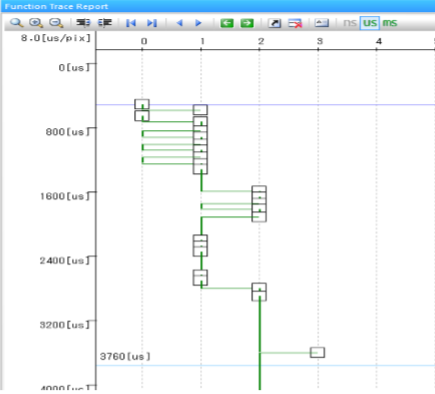 Function Trace Report
ns us ms
8.0[us/pix] 0 1 2 3 4 5
0[us]
800[us]
1600[us]
2400[us]
3200[us]
3760[us]
4000[us]